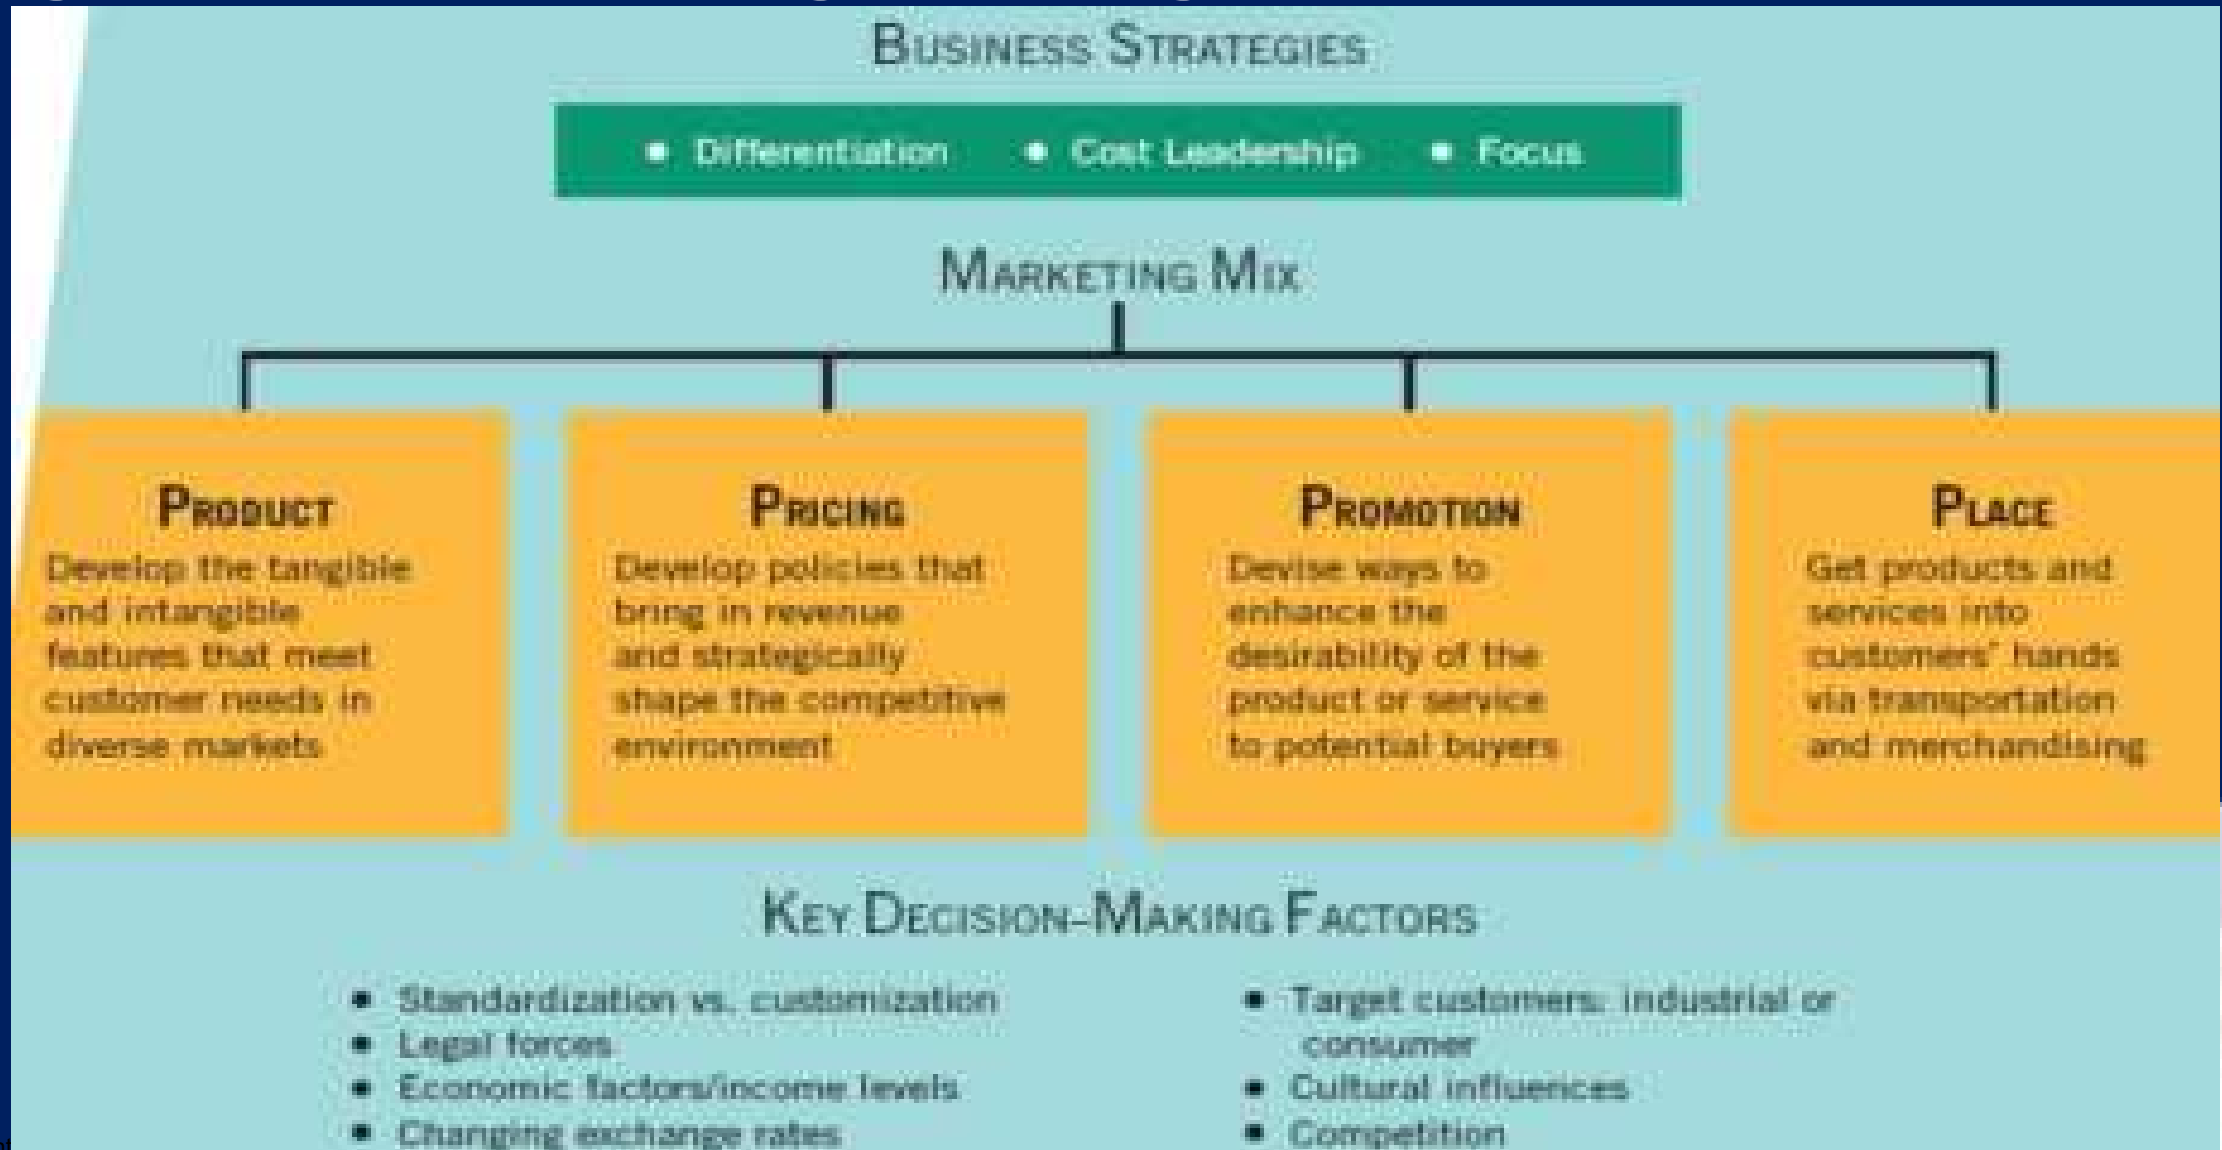 BUSINESS STRATEGIES
• Differentiation • Cost Leadership • Focus
MARKETING MIX
PRODUCT
Develop the tangible
and intangible
features that meet
customer needs in
diverse markets
PRICING
Develop policies that
bring in revenue
and strategically
shape the competitive
environment
PROMOTION
Devise ways to
enhance the
desirability of the
product or service
to potential buyers
PLACE
Get products and
services into
customers' hands
via transportation
and merchandising
KEY DECISION-MAKING FACTORS
• Standardization vs. customization
• Legal forces
• Economic factors/income levels
• Changing exchange rates
• Target customers: industrial or
consumer
• Cultural influences
• Competition